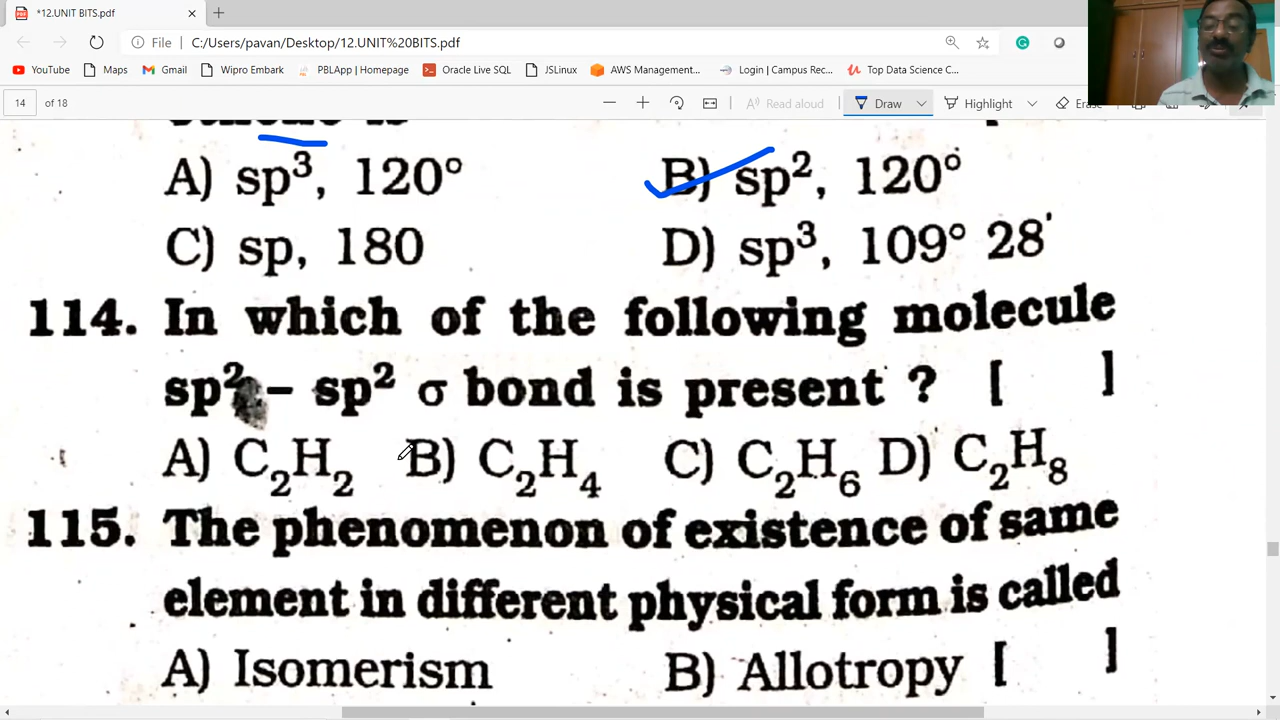 *12.UNIT BITS.pdf
File C:/Users/pavan/Desktop/12.UNIT%20BITS.pdf
YouTube Maps Gmail Wipro Embark PBLApp | Homepage Orlcle Live SQL JSLinux AWS Management... Login | Campus Rec... Top Data Science C...
14 of 18 Read aloud Draw Highlight Erase
is
A) sp³, 120° B) sp², 120°
C) sp, 180 D) sp³, 109° 28'
114. In which of the following molecule
sp² – sp² σ bond is present ? [ ]
A) C₂H₂ B) C₂H₄ C) C₂H₆ D) C₂H₈
115. The phenomenon of existence of same
element in different physical form is called
A) Isomerism B) Allotropy [ ]